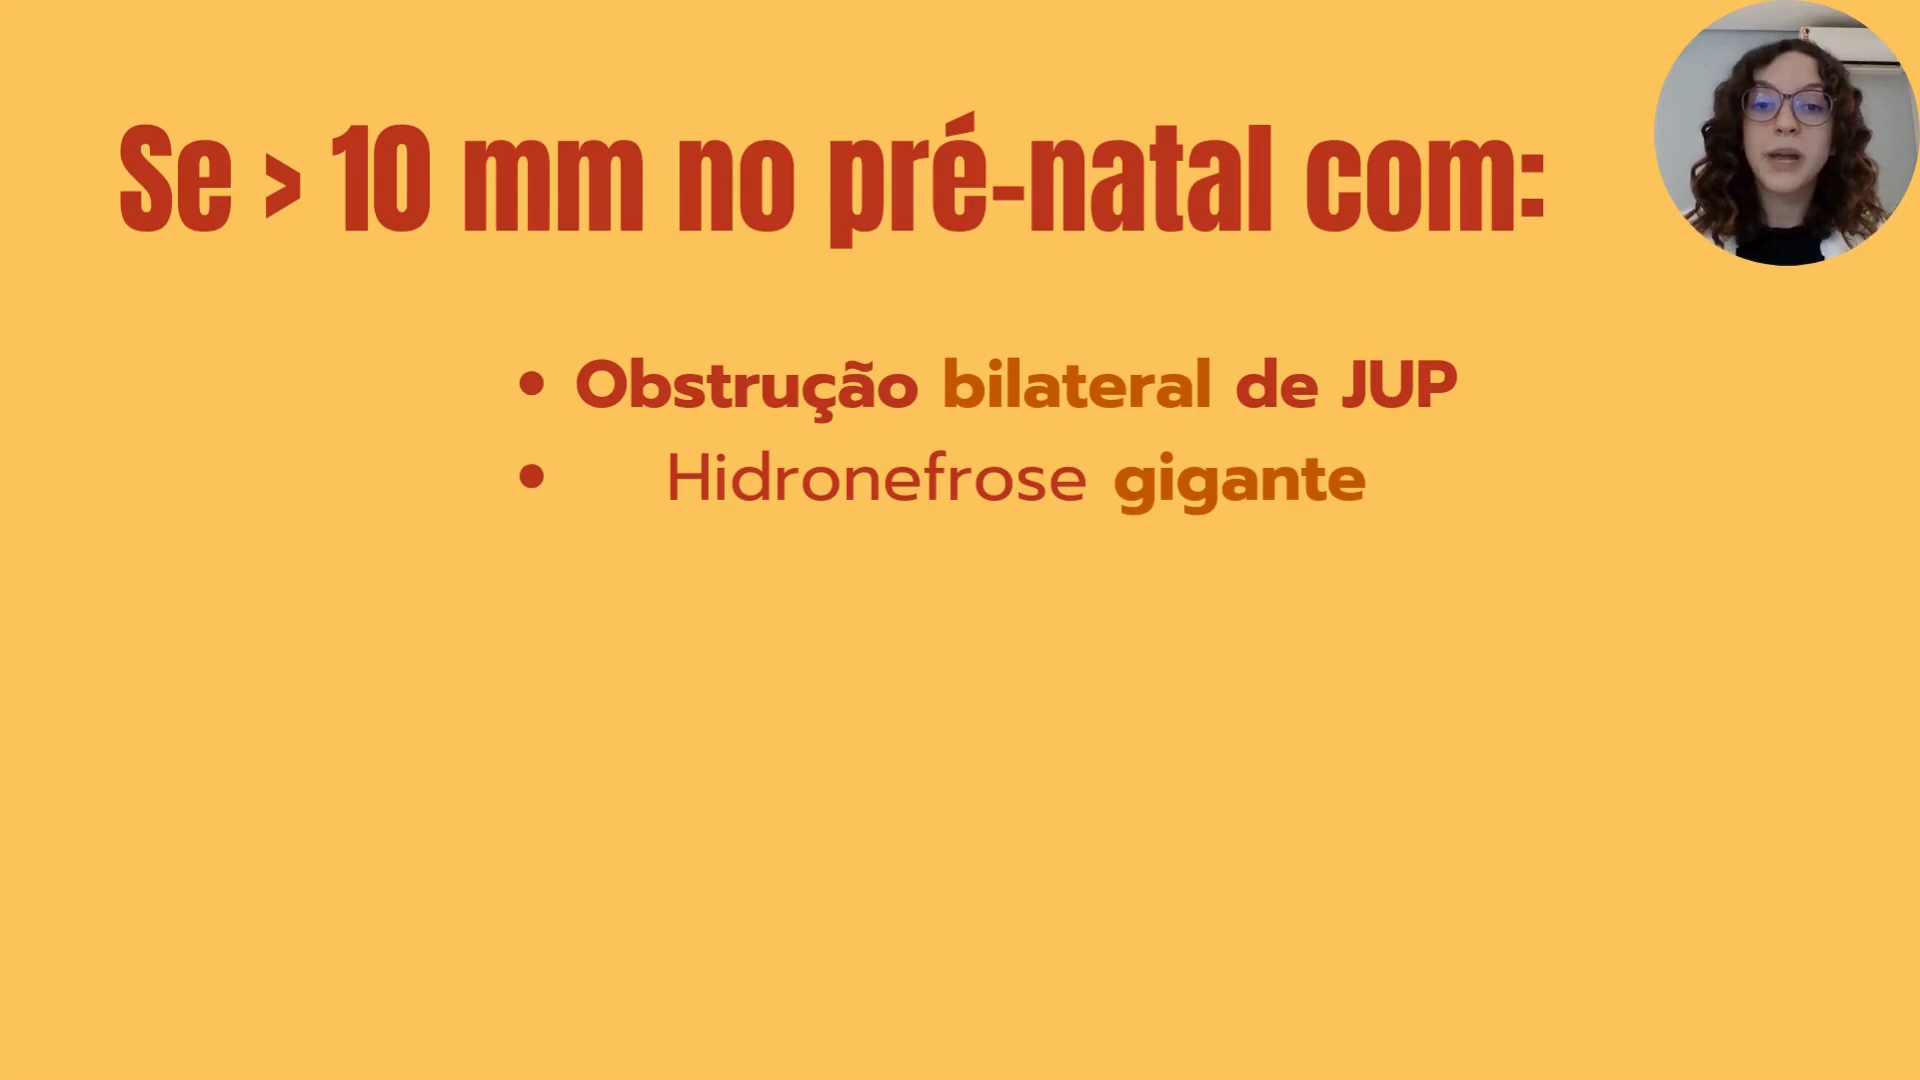 Se > 10 mm no pré-natal com:
• Obstrução bilateral de JUP
• Hidronefrose gigante